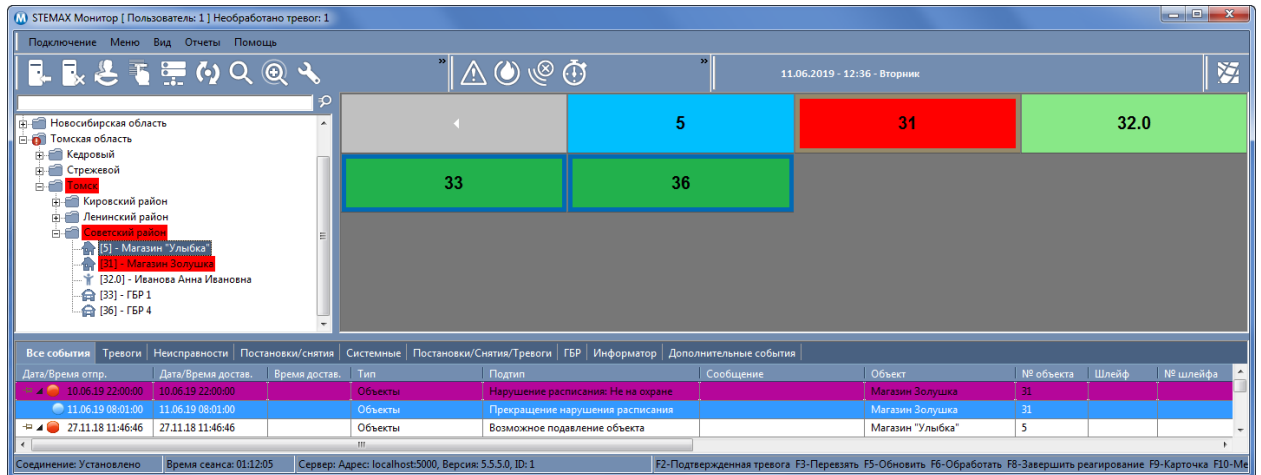 STEMAX Монитор [ Пользователь: 1 ] Необработано тревог: 1
Подключение Меню Вид Отчеты Помощь
» » 11.06.2019 - 12:36 - Вторник
5 31 32.0
33 36
Новосибирская область
Томская область
Кедровый
Стрежевой
Томск
Кировский район
Ленинский район
Советский район
[5] - Магазин "Улыбка"
[31] - Магазин Золушка
[32.0] - Иванова Анна Ивановна
[33] - ГБР 1
[36] - ГБР 4
Все события Тревоги Неисправности Постановки/снятия Системные Постановки/Снятия/Тревоги ГБР Информатор Дополнительные события
Дата/Время отпр. Дата/Время достав. Время достав. Тип Подтип Сообщение Объект № объекта Шлейф № шлейфа
10.06.19 22:00:00 10.06.19 22:00:00 Объекты Нарушение расписания: Не на охране Магазин Золушка 31
11.06.19 08:01:00 11.06.19 08:01:00 Объекты Прекращение нарушения расписания Магазин Золушка 31
27.11.18 11:46:46 27.11.18 11:46:46 Объекты Возможное подавление объекта Магазин "Улыбка" 5
Соединение: Установлено Время сеанса: 01:12:05 Сервер: Адрес: localhost:5000, Версия: 5.5.5.0, ID: 1 F2-Подтвержденная тревога F3-Перевзять F5-Обновить F6-Обработать F8-Завершить реагирование F9-Карточка F10-Ме